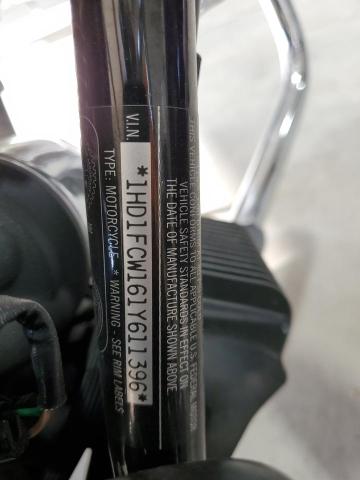 THIS VEHICLE CONFORMS TO ALL APPLICABLE U.S. FEDERAL MOTOR
VEHICLE SAFETY STANDARDS IN EFFECT ON
THE DATE OF MANUFACTURE SHOWN ABOVE.
V.I.N. *1HD1FCW161Y611396*
TYPE: MOTORCYCLE * WARNING - SEE RIM LABELS